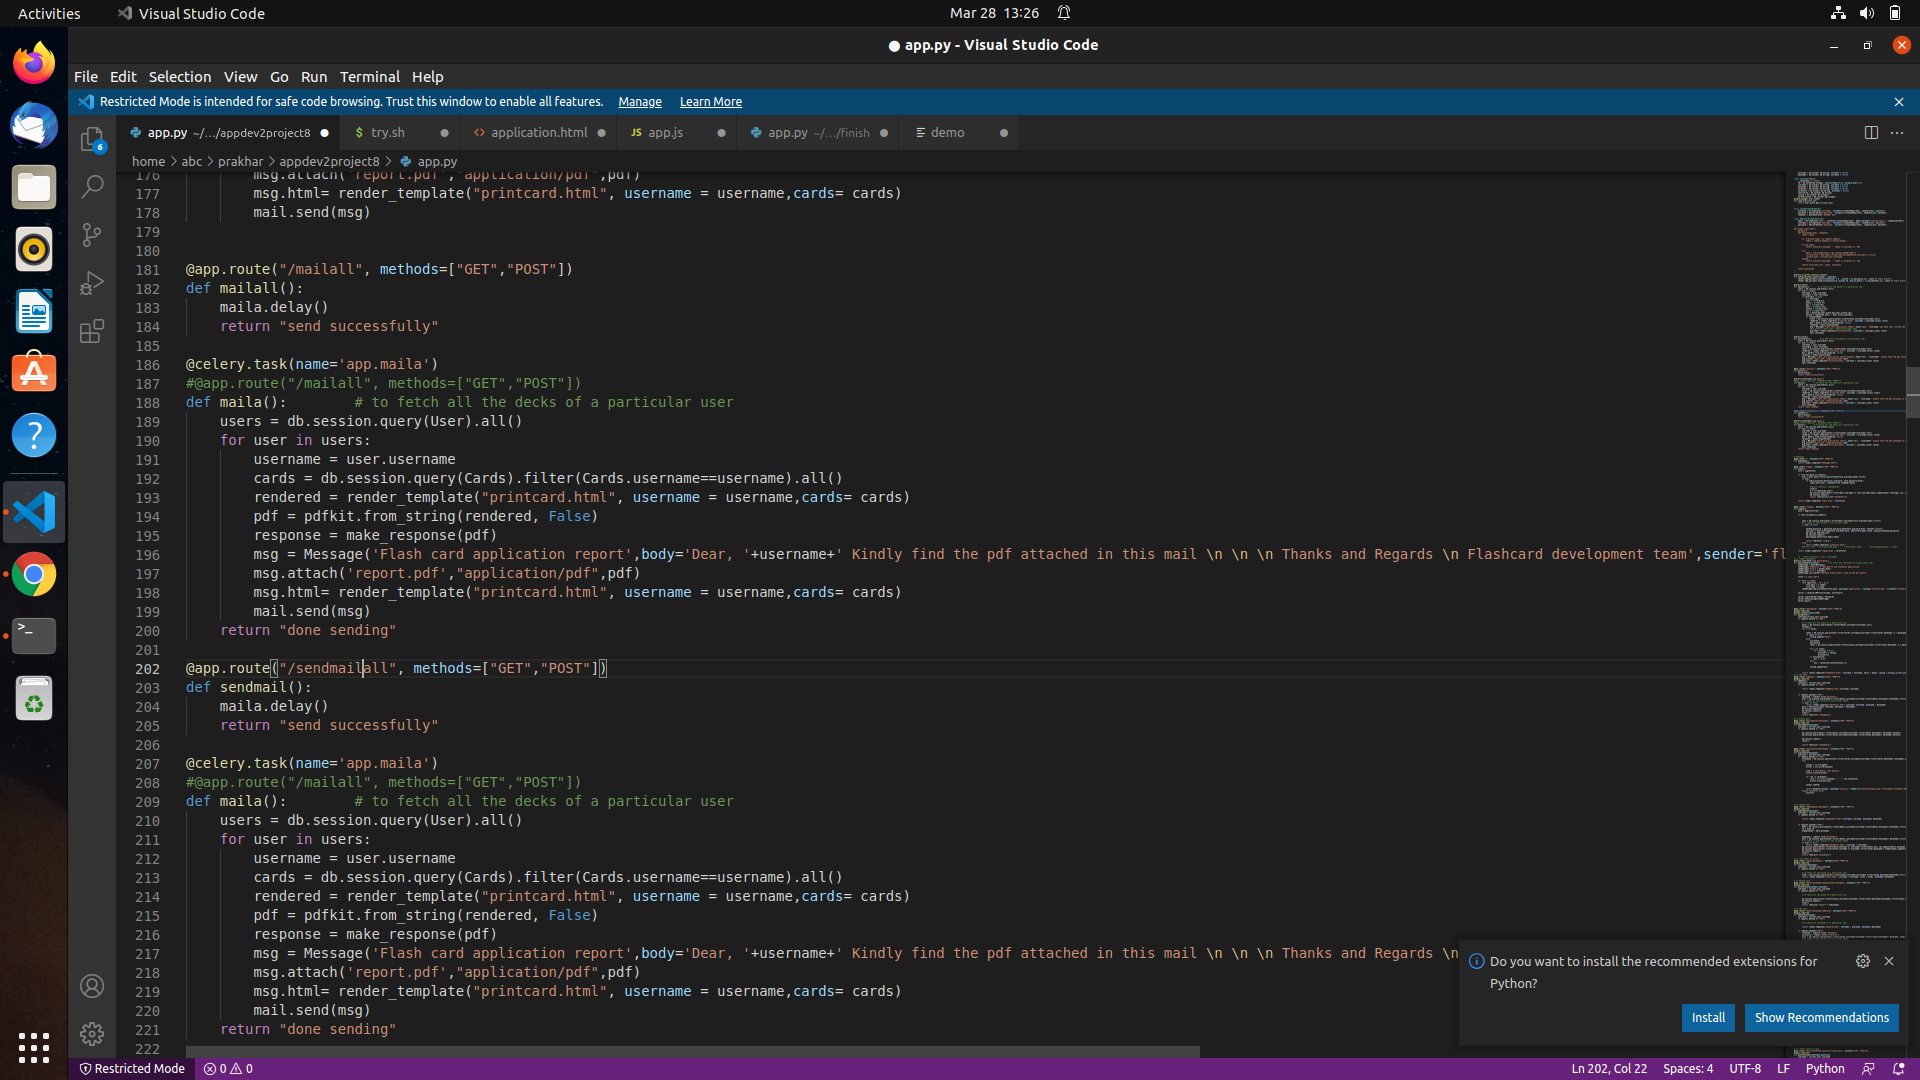 Activities
Visual Studio Code
Mar 28 13:26
● app.py - Visual Studio Code
File Edit Selection View Go Run Terminal Help
Restricted Mode is intended for safe code browsing. Trust this window to enable all features. Manage Learn More
app.py ~/.../appdev2project8 ●
$ try.sh ●
<> application.html ●
JS app.js ●
app.py ~/.../finish ●
demo ●
home > abc > prakhar > appdev2project8 > app.py
6
176 msg.attach('report.pdf',"application/pdf",pdf)
177 msg.html= render_template("printcard.html", username = username,cards= cards)
178 mail.send(msg)
179
180
181 @app.route("/mailall", methods=["GET","POST"])
182 def mailall():
183 maila.delay()
184 return "send successfully"
185
186 @celery.task(name='app.maila')
187 #@app.route("/mailall", methods=["GET","POST"])
188 def maila():        # to fetch all the decks of a particular user
189 users = db.session.query(User).all()
190 for user in users:
191 username = user.username
192 cards = db.session.query(Cards).filter(Cards.username==username).all()
193 rendered = render_template("printcard.html", username = username,cards= cards)
194 pdf = pdfkit.from_string(rendered, False)
195 response = make_response(pdf)
196 msg = Message('Flash card application report',body='Dear, '+username+' Kindly find the pdf attached in this mail \n \n \n Thanks and Regards \n Flashcard development team',sender='fl
197 msg.attach('report.pdf',"application/pdf",pdf)
198 msg.html= render_template("printcard.html", username = username,cards= cards)
199 mail.send(msg)
200 return "done sending"
201
202 @app.route("/sendmailall", methods=["GET","POST"])
203 def sendmail():
204 maila.delay()
205 return "send successfully"
206
207 @celery.task(name='app.maila')
208 #@app.route("/mailall", methods=["GET","POST"])
209 def maila():        # to fetch all the decks of a particular user
210 users = db.session.query(User).all()
211 for user in users:
212 username = user.username
213 cards = db.session.query(Cards).filter(Cards.username==username).all()
214 rendered = render_template("printcard.html", username = username,cards= cards)
215 pdf = pdfkit.from_string(rendered, False)
216 response = make_response(pdf)
217 msg = Message('Flash card application report',body='Dear, '+username+' Kindly find the pdf attached in this mail \n \n \n Thanks and Regards \n
218 msg.attach('report.pdf',"application/pdf",pdf)
219 msg.html= render_template("printcard.html", username = username,cards= cards)
220 mail.send(msg)
221 return "done sending"
222
Do you want to install the recommended extensions for
Python?
Install
Show Recommendations
Restricted Mode
0 0
Ln 202, Col 22
Spaces: 4
UTF-8
LF
Python